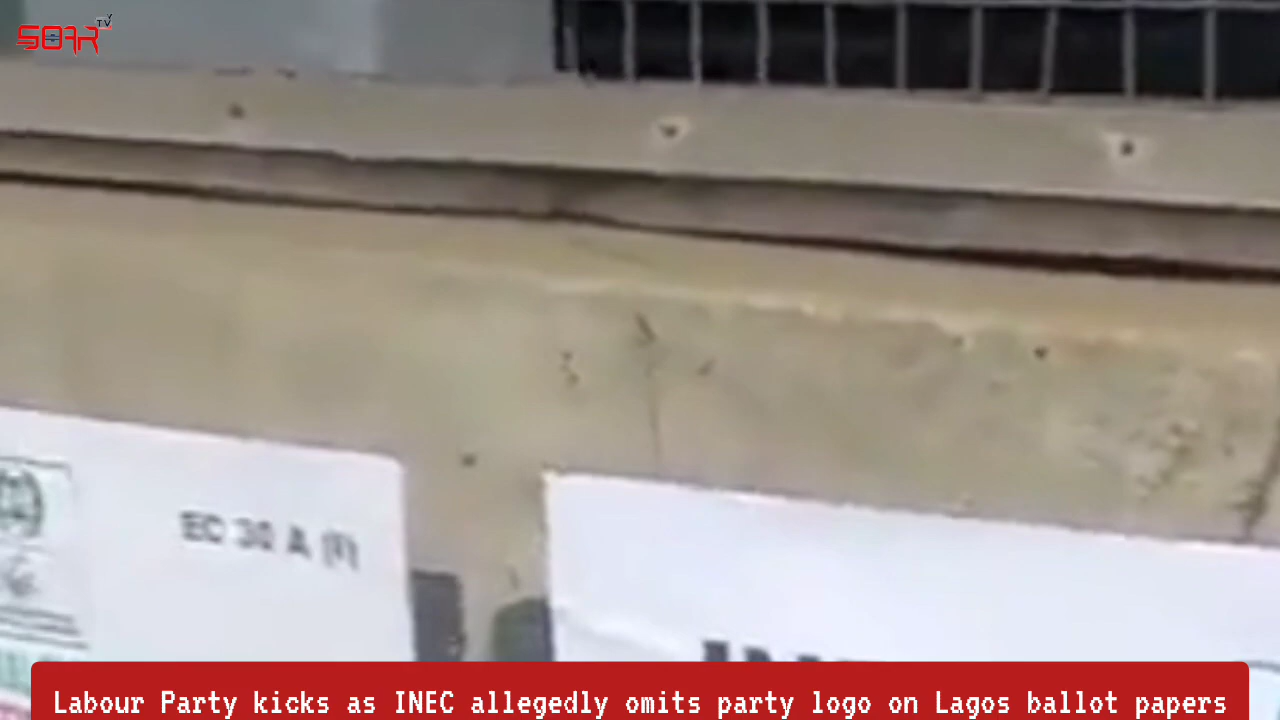 SOAR
TV
EC 30 A (F)
Labour Party kicks as INEC allegedly omits party logo on Lagos ballot papers